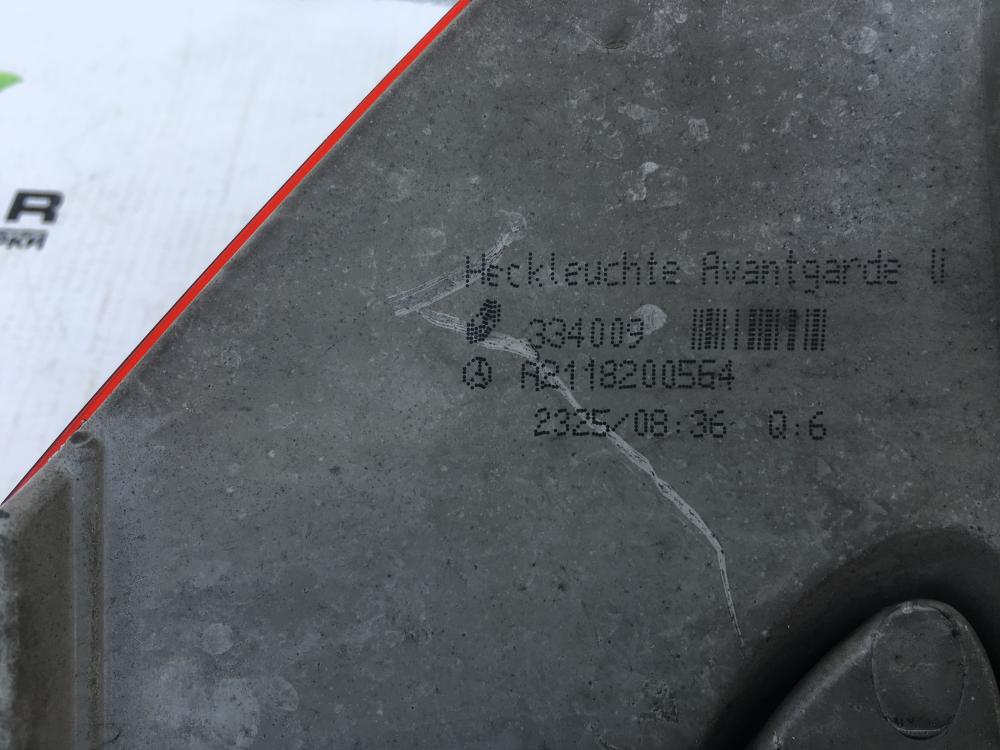 R
Heckleuchte Avantgarde Ü
334009
A2118200564
2325/08:36 Q:6